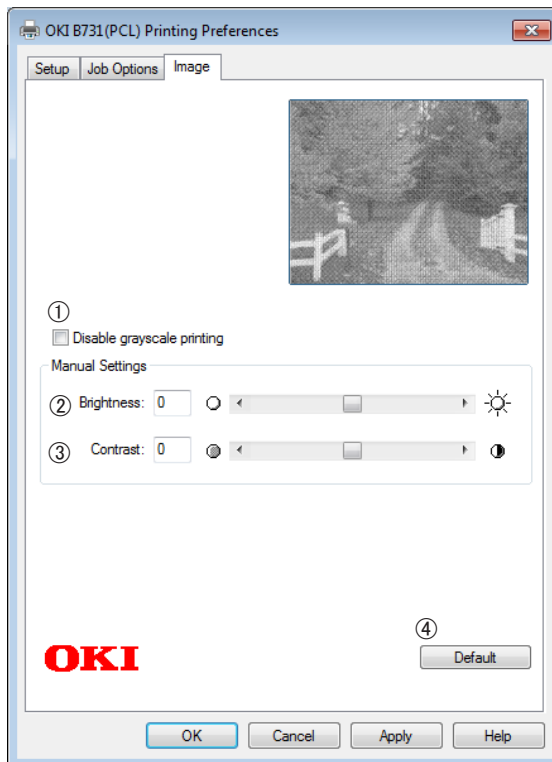 OKI B731(PCL) Printing Preferences
Setup Job Options Image
①
Disable grayscale printing
Manual Settings
② Brightness: 0
③ Contrast: 0
④
OKI
Default
OK Cancel Apply Help